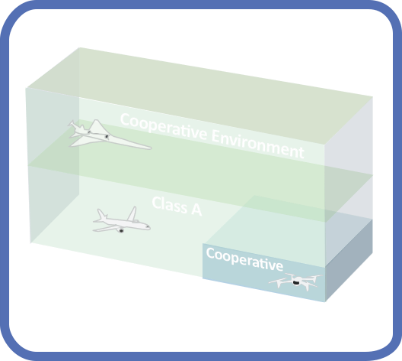 Cooperative Environment
Class A
Cooperative